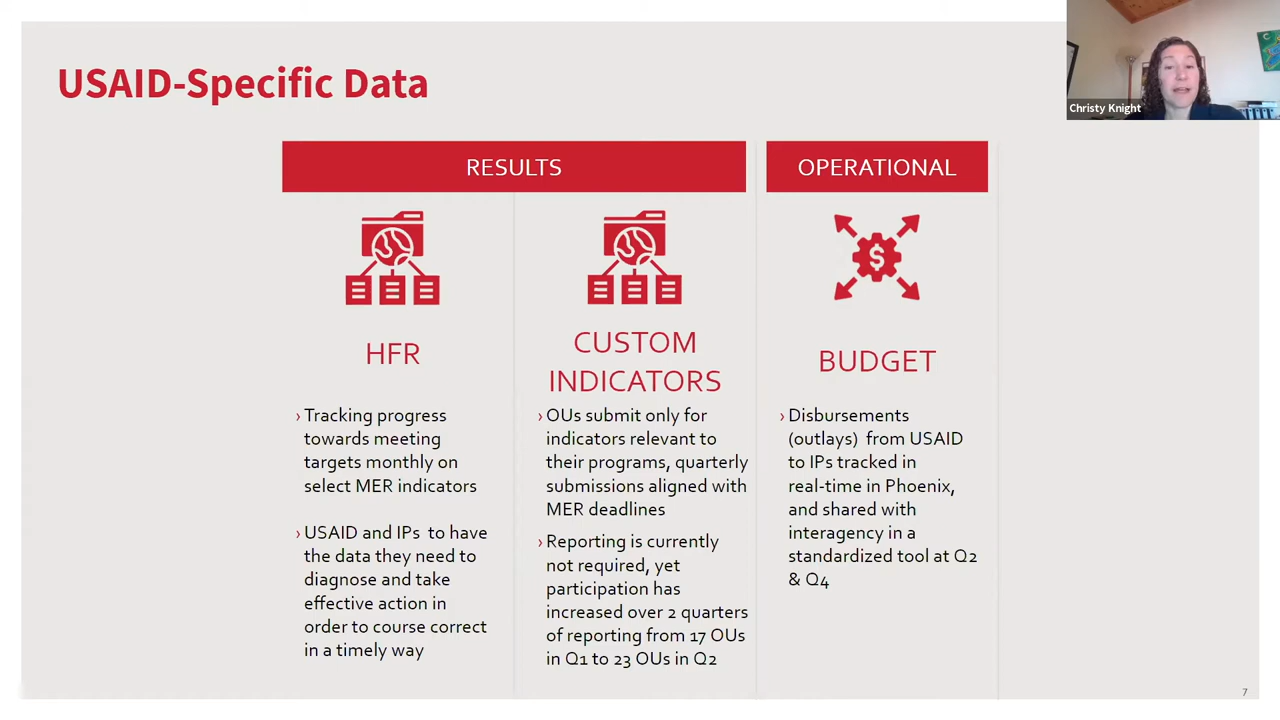 USAID-Specific Data
Christy Knight
RESULTS
OPERATIONAL
HFR
› Tracking progress
towards meeting
targets monthly on
select MER indicators
› USAID and IPs to have
the data they need to
diagnose and take
effective action in
order to course correct
in a timely way
CUSTOM
INDICATORS
› OUs submit only for
indicators relevant to
their programs, quarterly
submissions aligned with
MER deadlines
› Reporting is currently
not required, yet
participation has
increased over 2 quarters
of reporting from 17 OUs
in Q1 to 23 OUs in Q2
$
BUDGET
› Disbursements
(outlays) from USAID
to IPs tracked in
real-time in Phoenix,
and shared with
interagency in a
standardized tool at Q2
& Q4
7